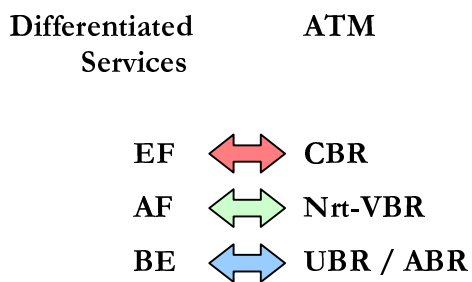 Differentiated ATM
Services
EF CBR
AF Nrt-VBR
BE UBR / ABR